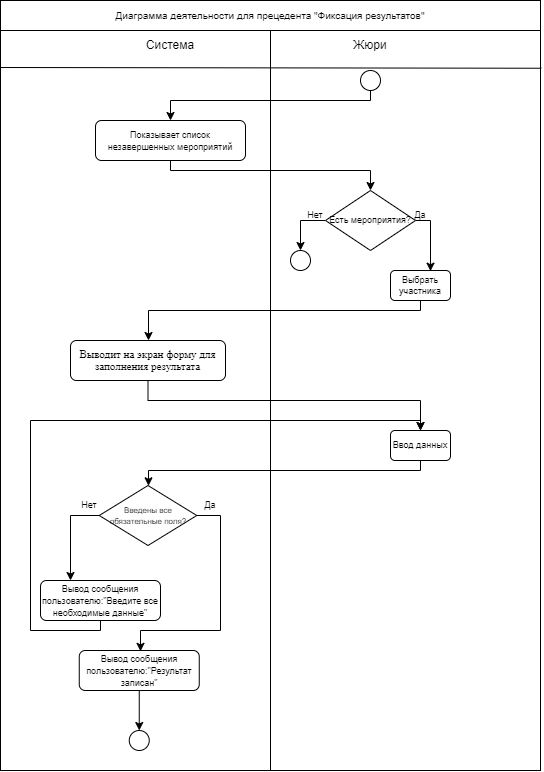 Диаграмма деятельности для прецедента "Фиксация результатов"
Система
Жюри
Показывает список
незавершенных мероприятий
Нет
Есть мероприятия?
Да
Выбрать
участника
Выводит на экран форму для
заполнения результата
Ввод данных
Нет
Введены все
обязательные поля?
Да
Вывод сообщения
пользователю:"Введите все
необходимые данные"
Вывод сообщения
пользователю:"Результат
записан"